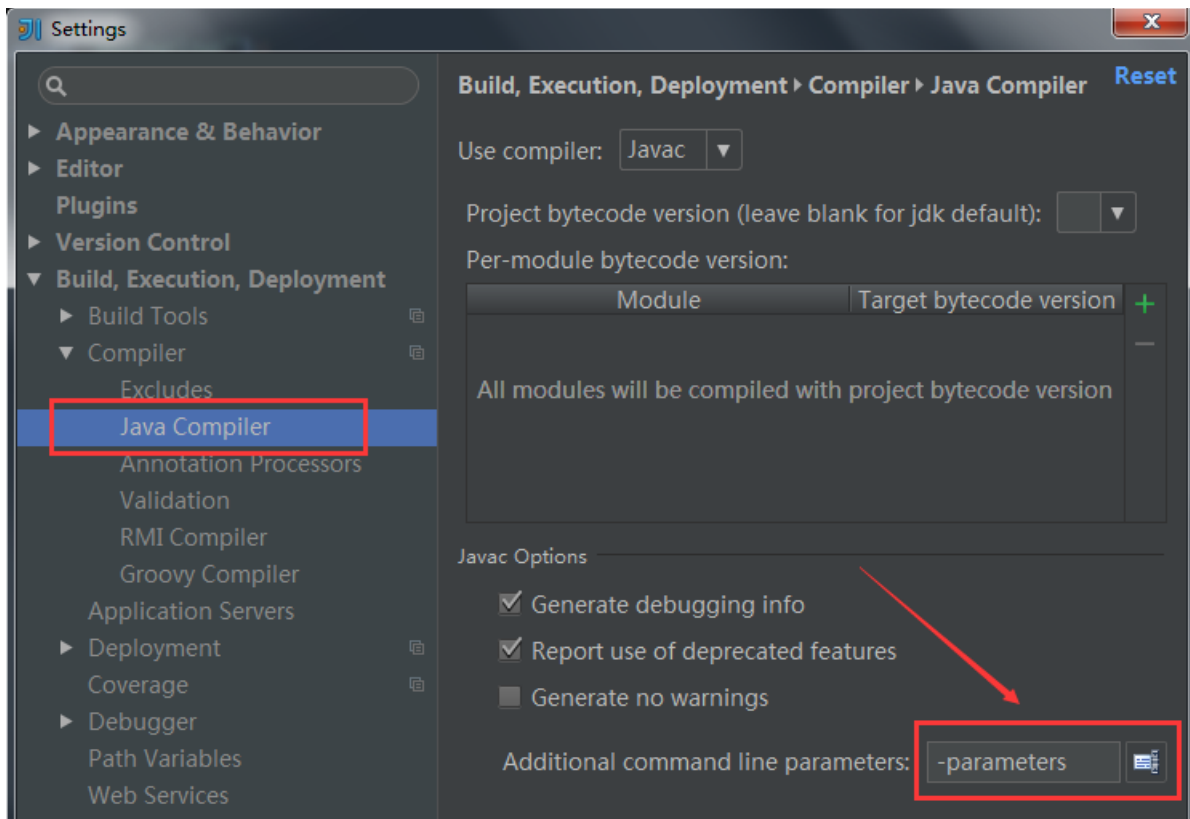 Settings
Appearance & Behavior
Editor
Plugins
Version Control
Build, Execution, Deployment
Build Tools
Compiler
Excludes
Java Compiler
Annotation Processors
Validation
RMI Compiler
Groovy Compiler
Application Servers
Deployment
Coverage
Debugger
Path Variables
Web Services
Build, Execution, Deployment Compiler Java Compiler Reset
Use compiler: Javac
Project bytecode version (leave blank for jdk default):
Per-module bytecode version:
Module Target bytecode version
All modules will be compiled with project bytecode version
Javac Options
Generate debugging info
Report use of deprecated features
Generate no warnings
Additional command line parameters: -parameters